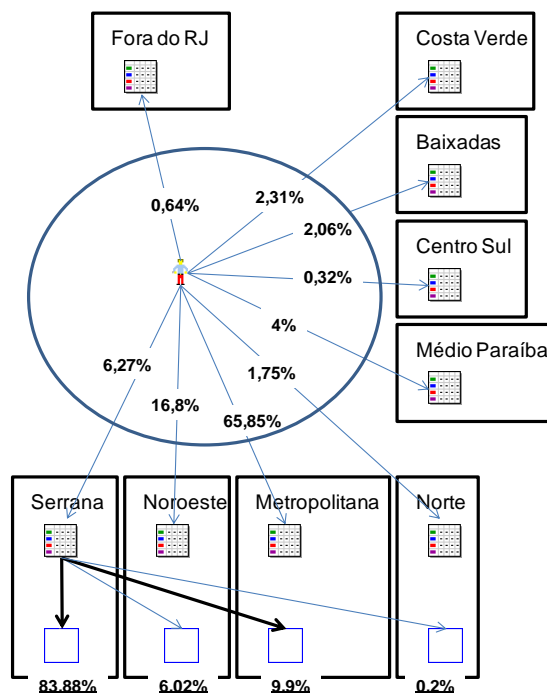 Fora do RJ
Costa Verde
Baixadas
Centro Sul
Médio Paraíba
0,64%
2,31%
2,06%
0,32%
4%
1,75%
6,27%
16,8%
65,85%
Serrana
Noroeste
Metropolitana
Norte
83.88%
6.02%
9.9%
0.2%